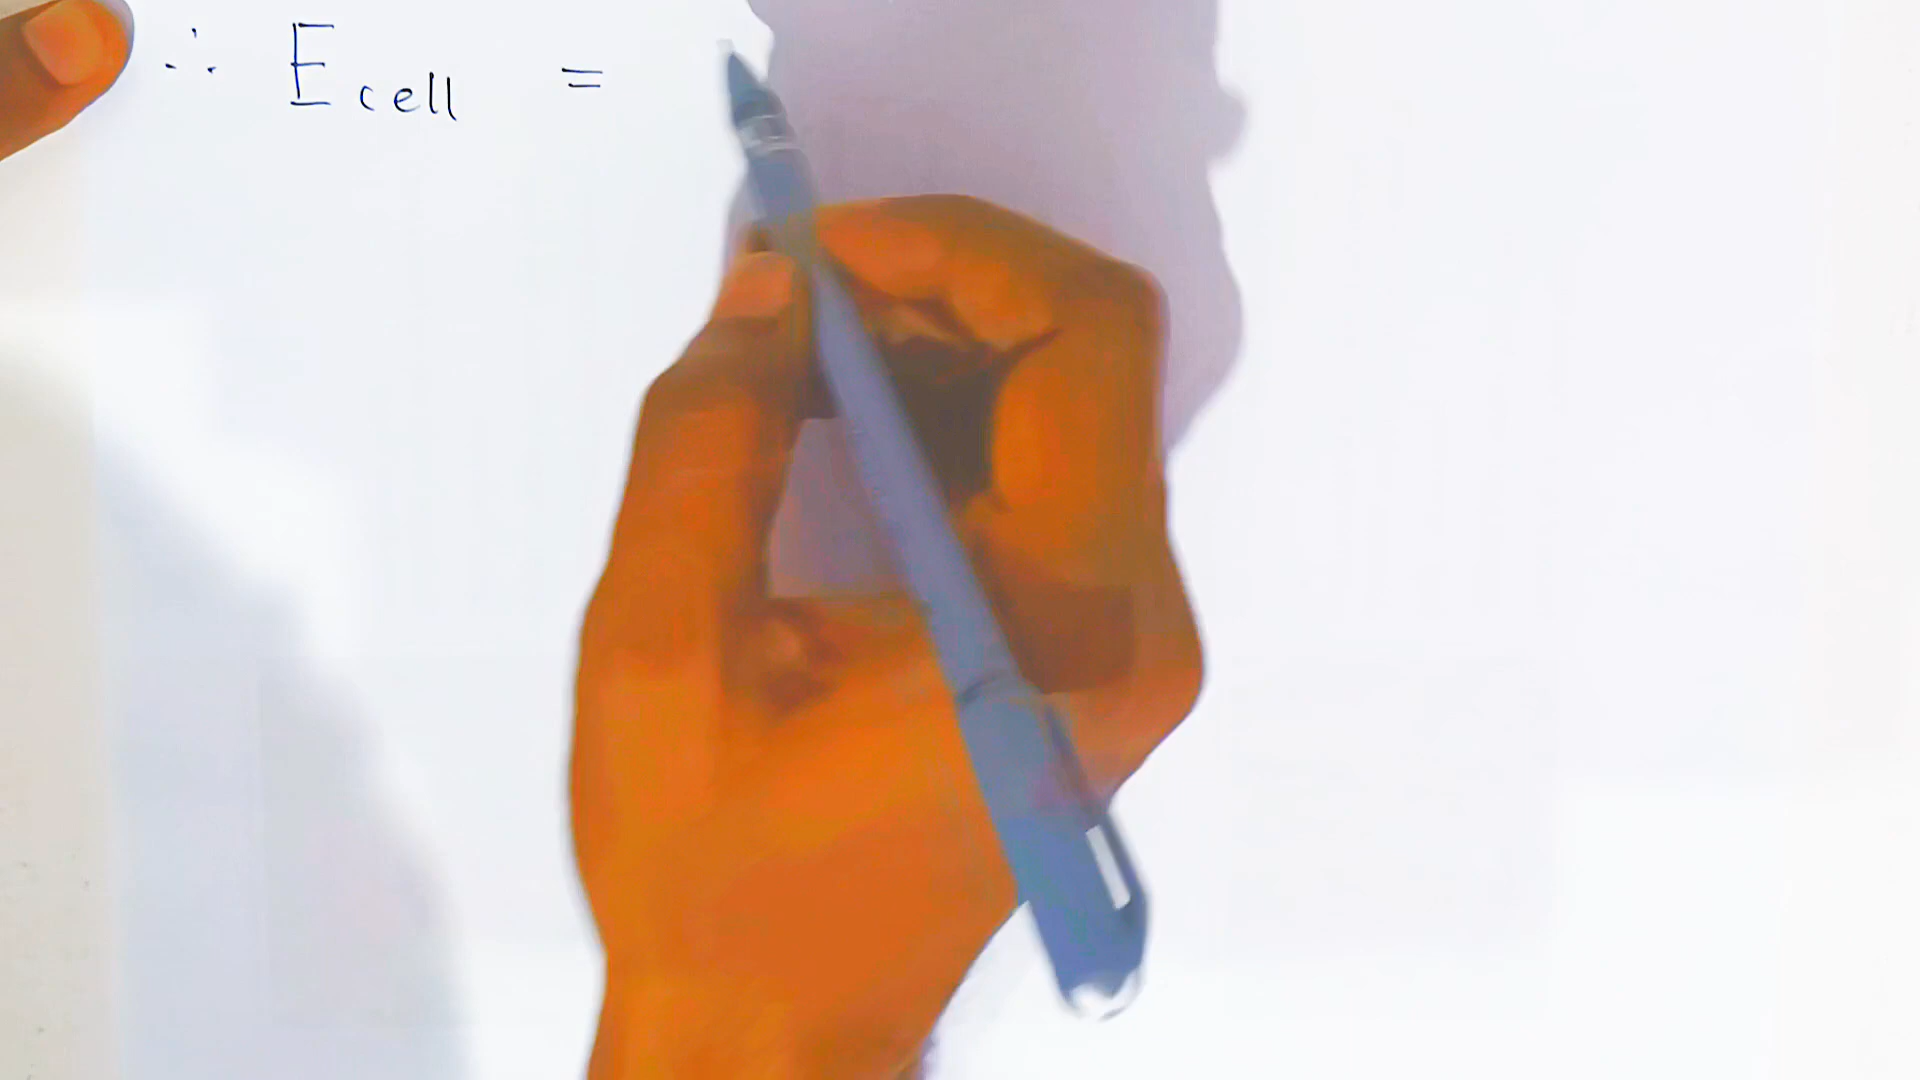 ∴ Ecell =